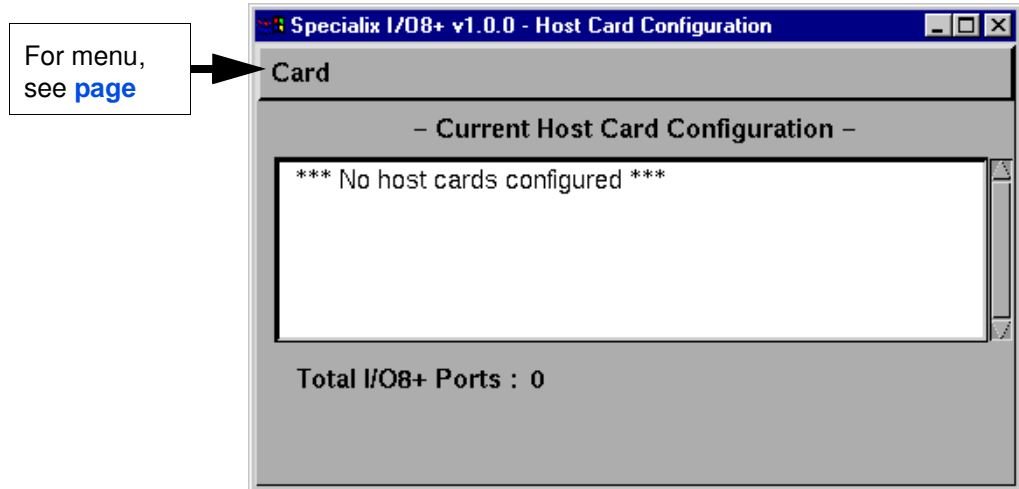 For menu,
see page
Specialix I/O8+ v1.0.0 - Host Card Configuration
Card
– Current Host Card Configuration –
*** No host cards configured ***
Total I/O8+ Ports : 0